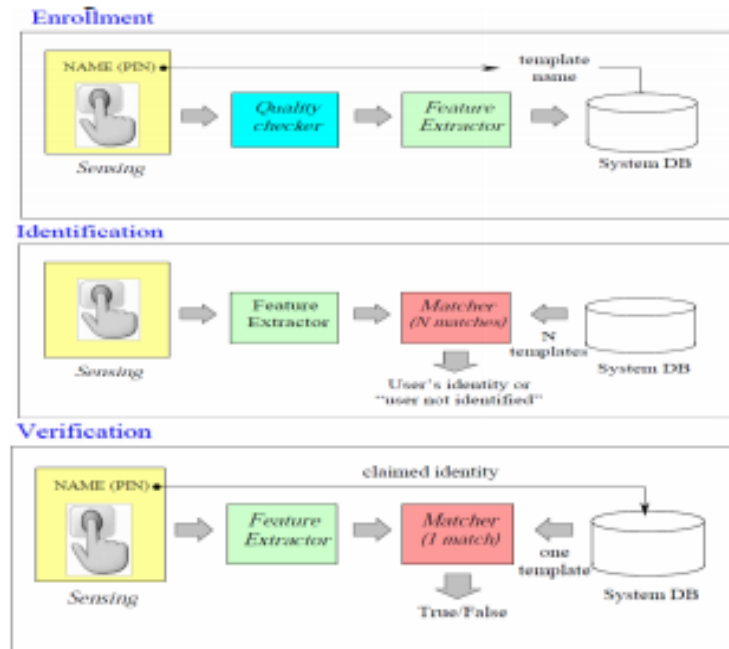 Enrollment
NAME (PIN)
template
name
Quality
checker
Feature
Extractor
System DB
Sensing
Identification
Feature
Extractor
Matcher
(N matches)
N
templates
System DB
Sensing
User's identity or
"user not identified"
Verification
NAME (PIN)
claimed identity
Feature
Extractor
Matcher
(1 match)
one
template
System DB
Sensing
True/False